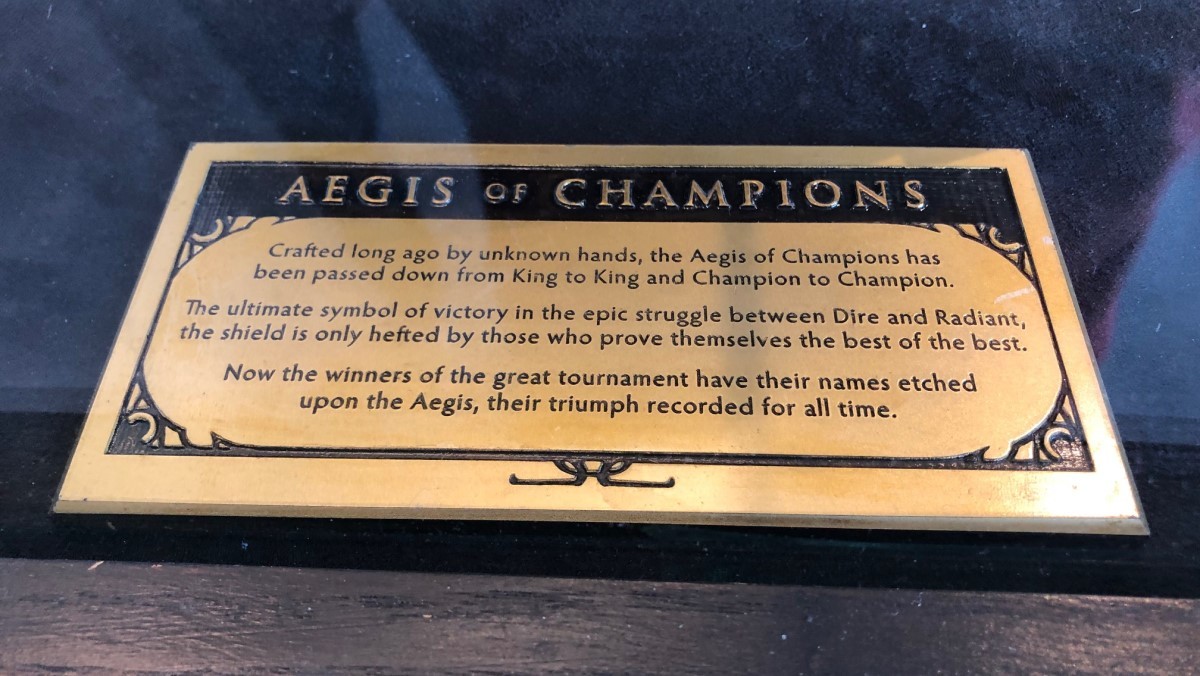 AEGIS OF CHAMPIONS
Crafted long ago by unknown hands, the Aegis of Champions has
been passed down from King to King and Champion to Champion.
The ultimate symbol of victory in the epic struggle between Dire and Radiant,
the shield is only hefted by those who prove themselves the best of the best.
Now the winners of the great tournament have their names etched
upon the Aegis, their triumph recorded for all time.